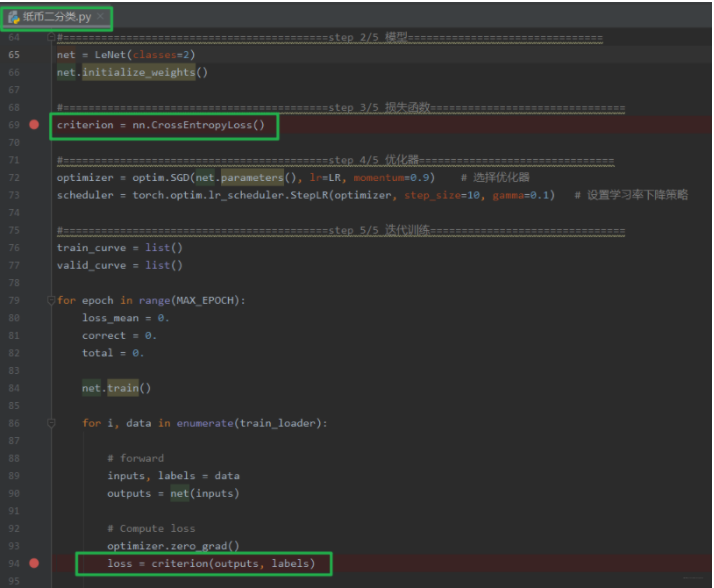 纸币二分类.py ×
64 #==========================================step 2/5 模型===============================
65 net = LeNet(classes=2)
66 net.initialize_weights()
67
68 #==========================================step 3/5 损失函数===============================
69 criterion = nn.CrossEntropyLoss()
70
71 #==========================================step 4/5 优化器===============================
72 optimizer = optim.SGD(net.parameters(), lr=LR, momentum=0.9) # 选择优化器
73 scheduler = torch.optim.lr_scheduler.StepLR(optimizer, step_size=10, gamma=0.1) # 设置学习率下降策略
74
75 #==========================================step 5/5 迭代训练===============================
76 train_curve = list()
77 valid_curve = list()
78
79 for epoch in range(MAX_EPOCH):
80 loss_mean = 0.
81 correct = 0.
82 total = 0.
83
84 net.train()
85
86 for i, data in enumerate(train_loader):
87
88 # forward
89 inputs, labels = data
90 outputs = net(inputs)
91
92 # Compute loss
93 optimizer.zero_grad()
94 loss = criterion(outputs, labels)
95